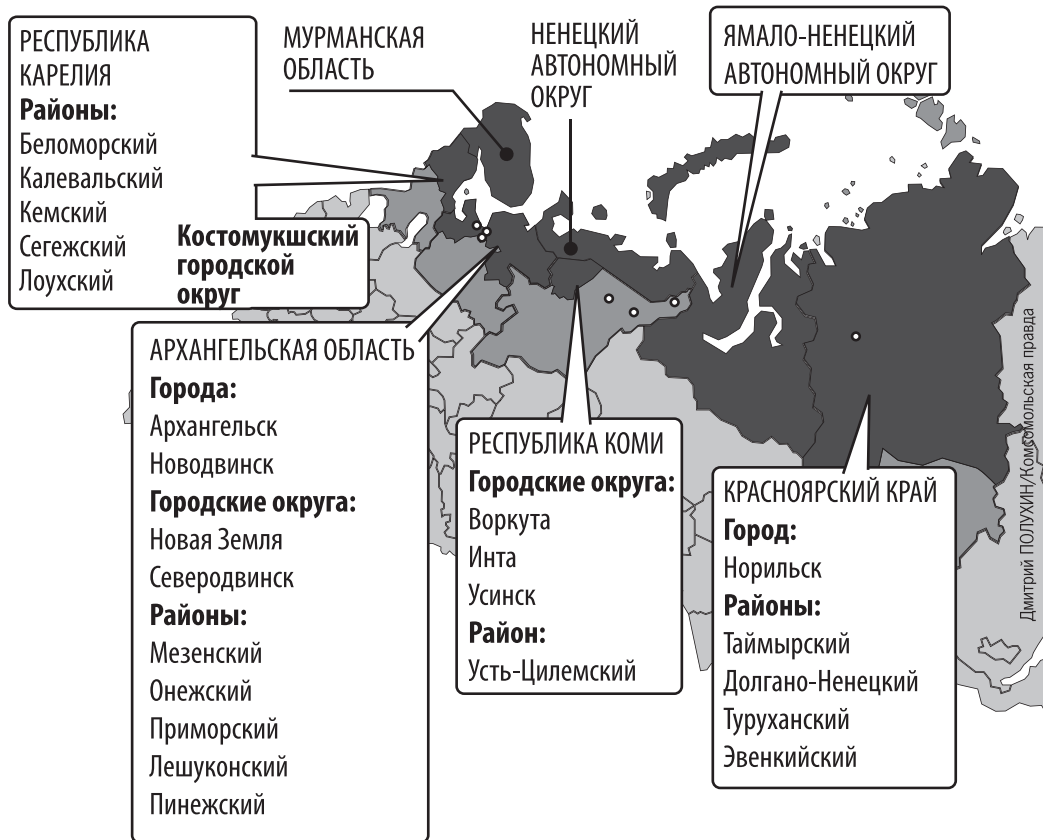 РЕСПУБЛИКА
КАРЕЛИЯ
Районы:
Беломорский
Калевальский
Кемский
Сегежский
Лоухский
Костомукшский
городской
округ
МУРМАНСКАЯ
ОБЛАСТЬ
НЕНЕЦКИЙ
АВТОНОМНЫЙ
ОКРУГ
ЯМАЛО-НЕНЕЦКИЙ
АВТОНОМНЫЙ ОКРУГ
АРХАНГЕЛЬСКАЯ ОБЛАСТЬ
Города:
Архангельск
Новодвинск
Городские округа:
Новая Земля
Северодвинск
Районы:
Мезенский
Онежский
Приморский
Лешуконский
Пинежский
РЕСПУБЛИКА КОМИ
Городские округа:
Воркута
Инта
Усинск
Район:
Усть-Цилемский
КРАСНОЯРСКИЙ КРАЙ
Город:
Норильск
Районы:
Таймырский
Долгано-Ненецкий
Туруханский
Эвенкийский
Дмитрий ПОЛУХИН/Комсомольская правда